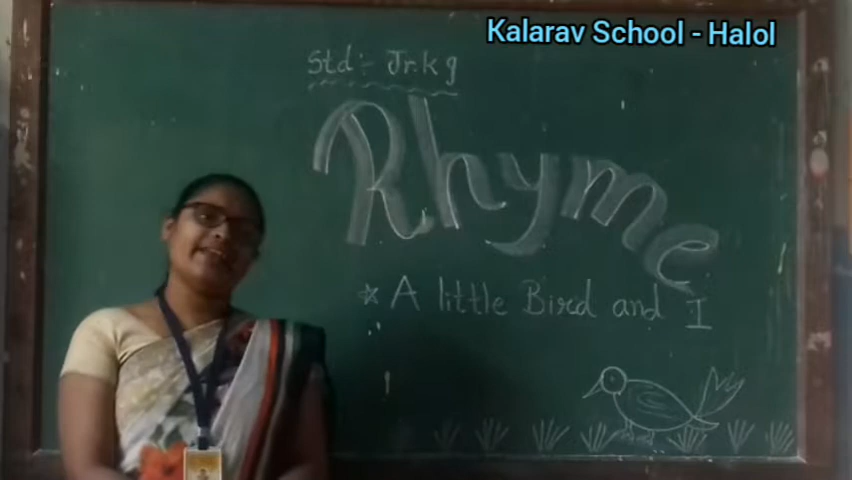 Kalarav School - Halol
Std :- Jr.kg
Rhyme
* A little Bird and I